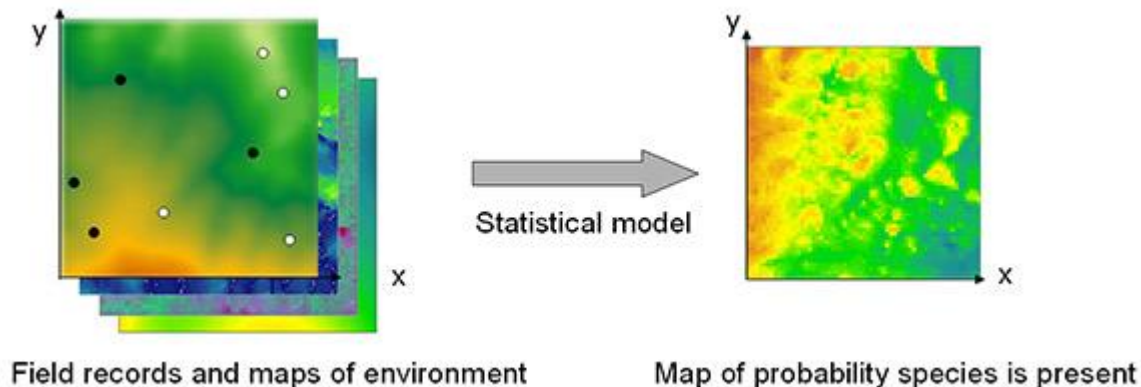 y
x
Statistical model
y
x
Field records and maps of environment
Map of probability species is present